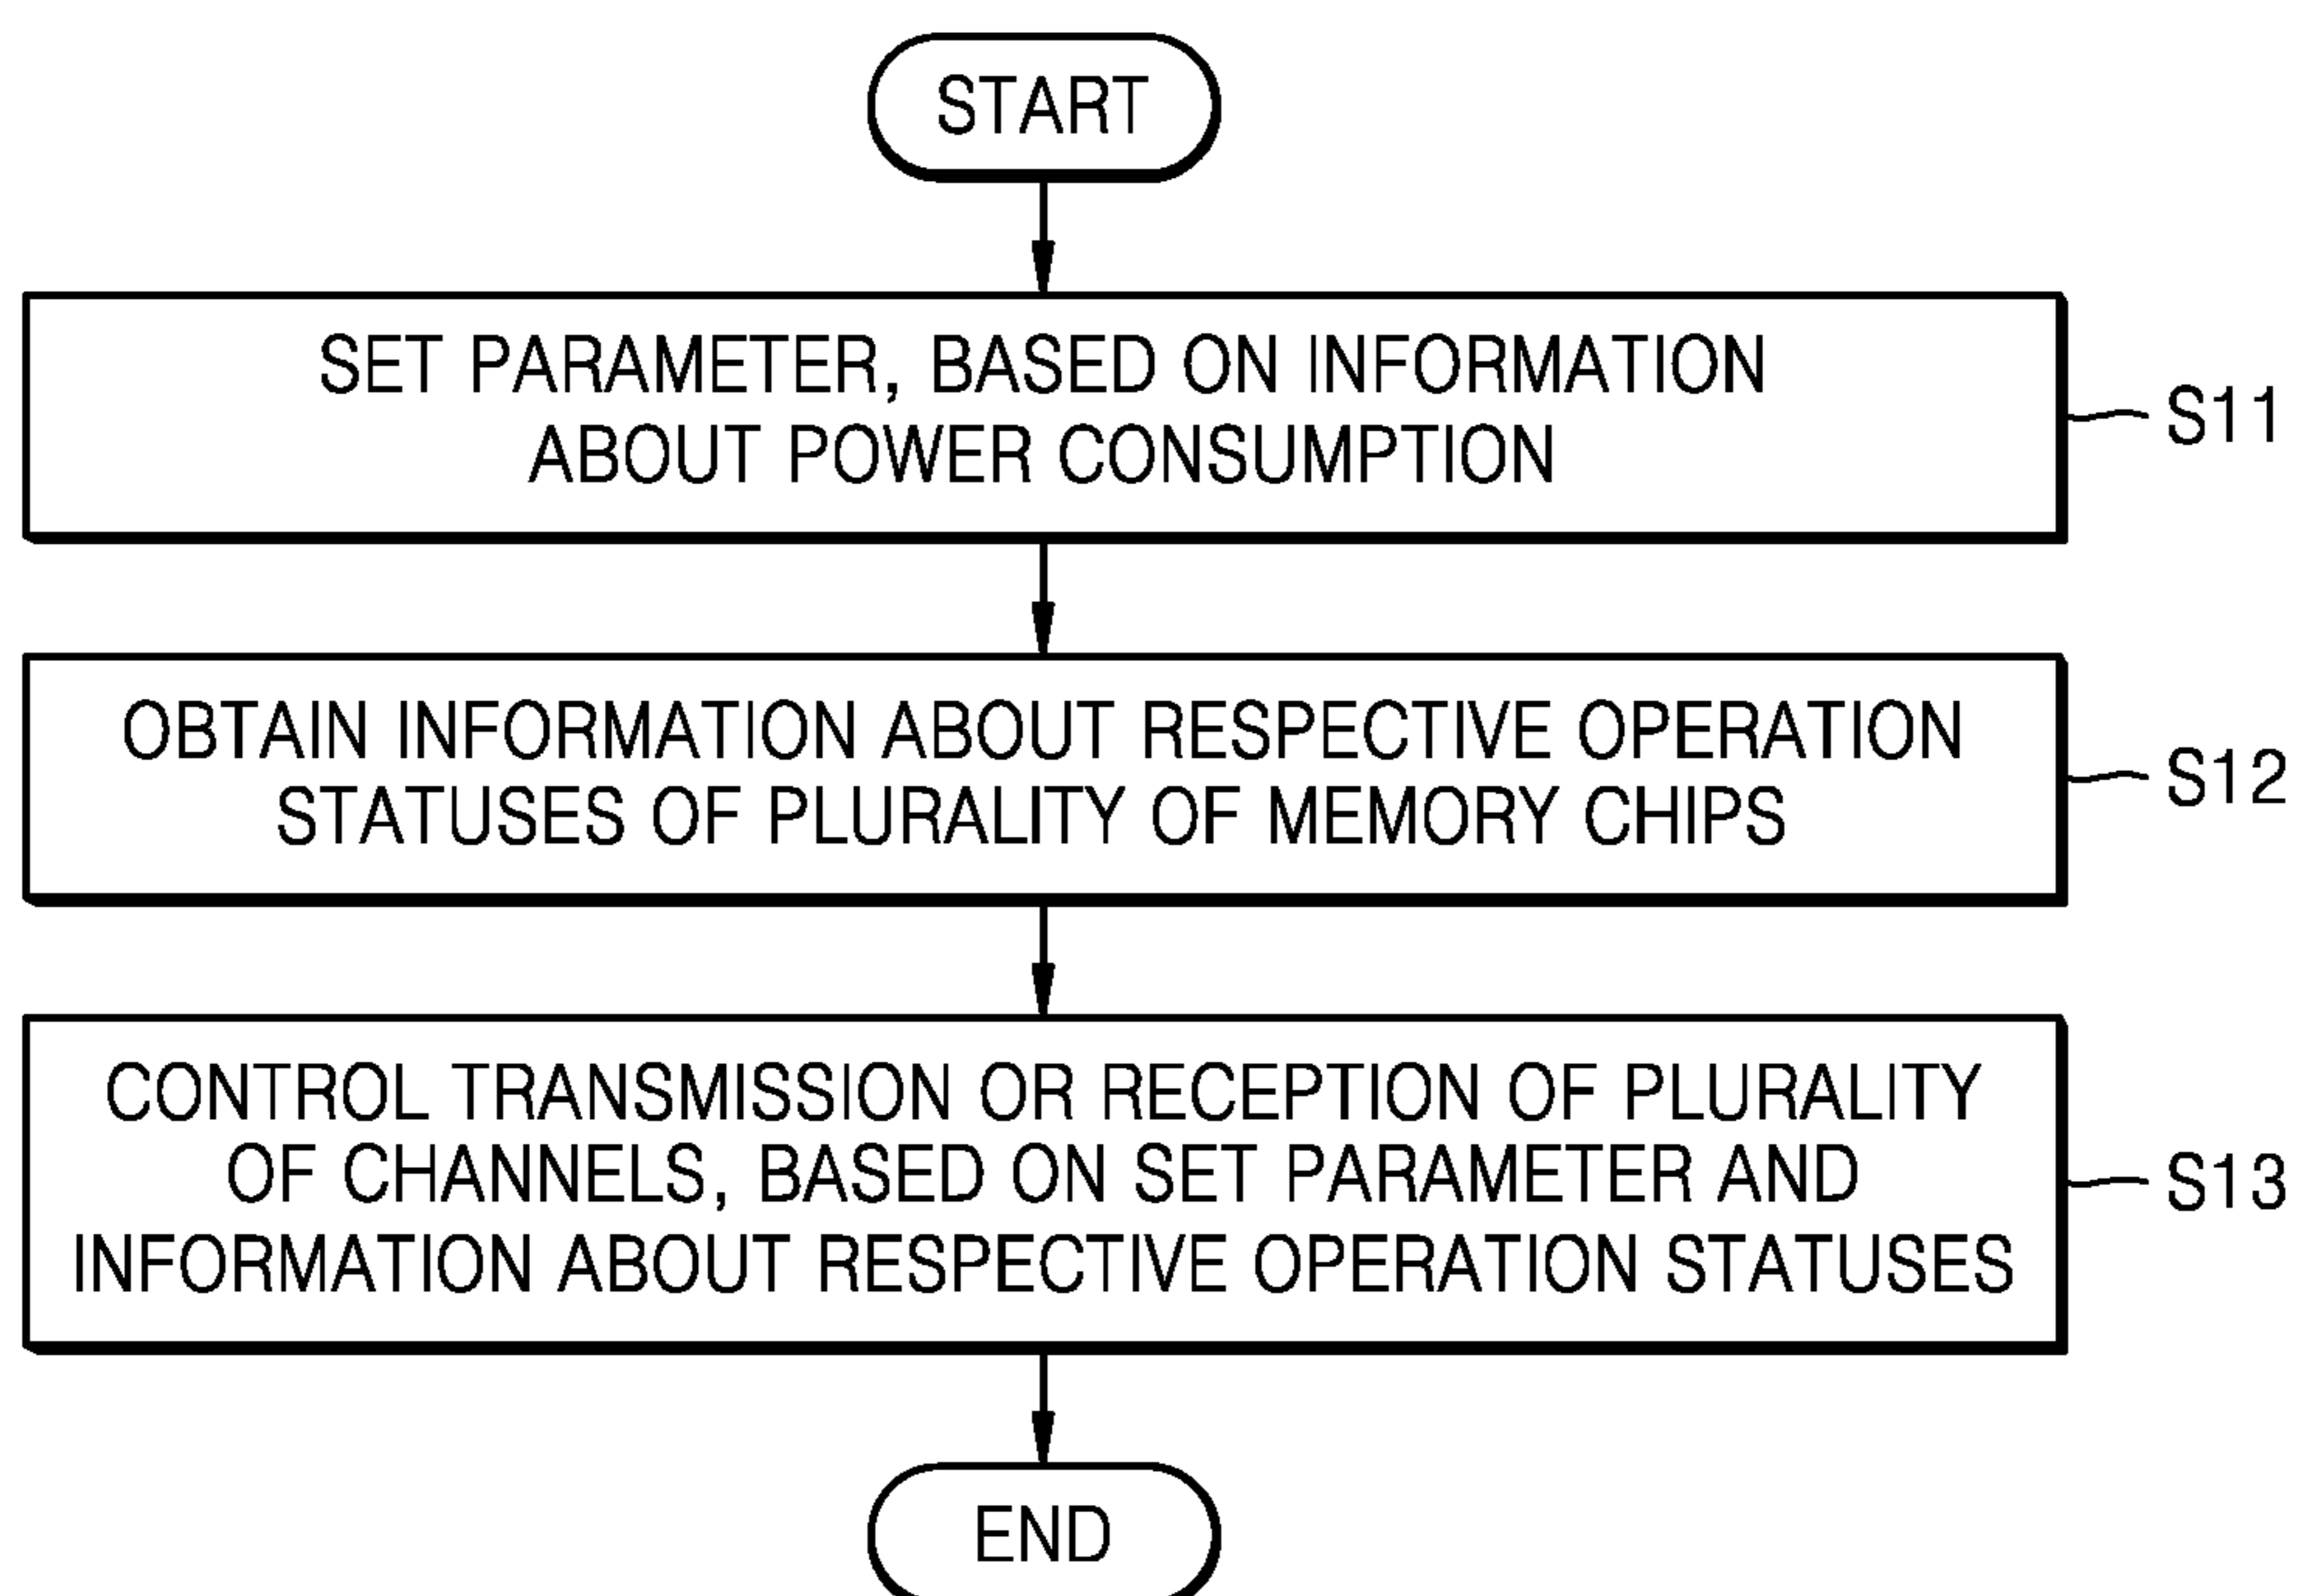 START
SET PARAMETER, BASED ON INFORMATION
ABOUT POWER CONSUMPTION
S11
OBTAIN INFORMATION ABOUT RESPECTIVE OPERATION
STATUSES OF PLURALITY OF MEMORY CHIPS
S12
CONTROL TRANSMISSION OR RECEPTION OF PLURALITY
OF CHANNELS, BASED ON SET PARAMETER AND
INFORMATION ABOUT RESPECTIVE OPERATION STATUSES
S13
END